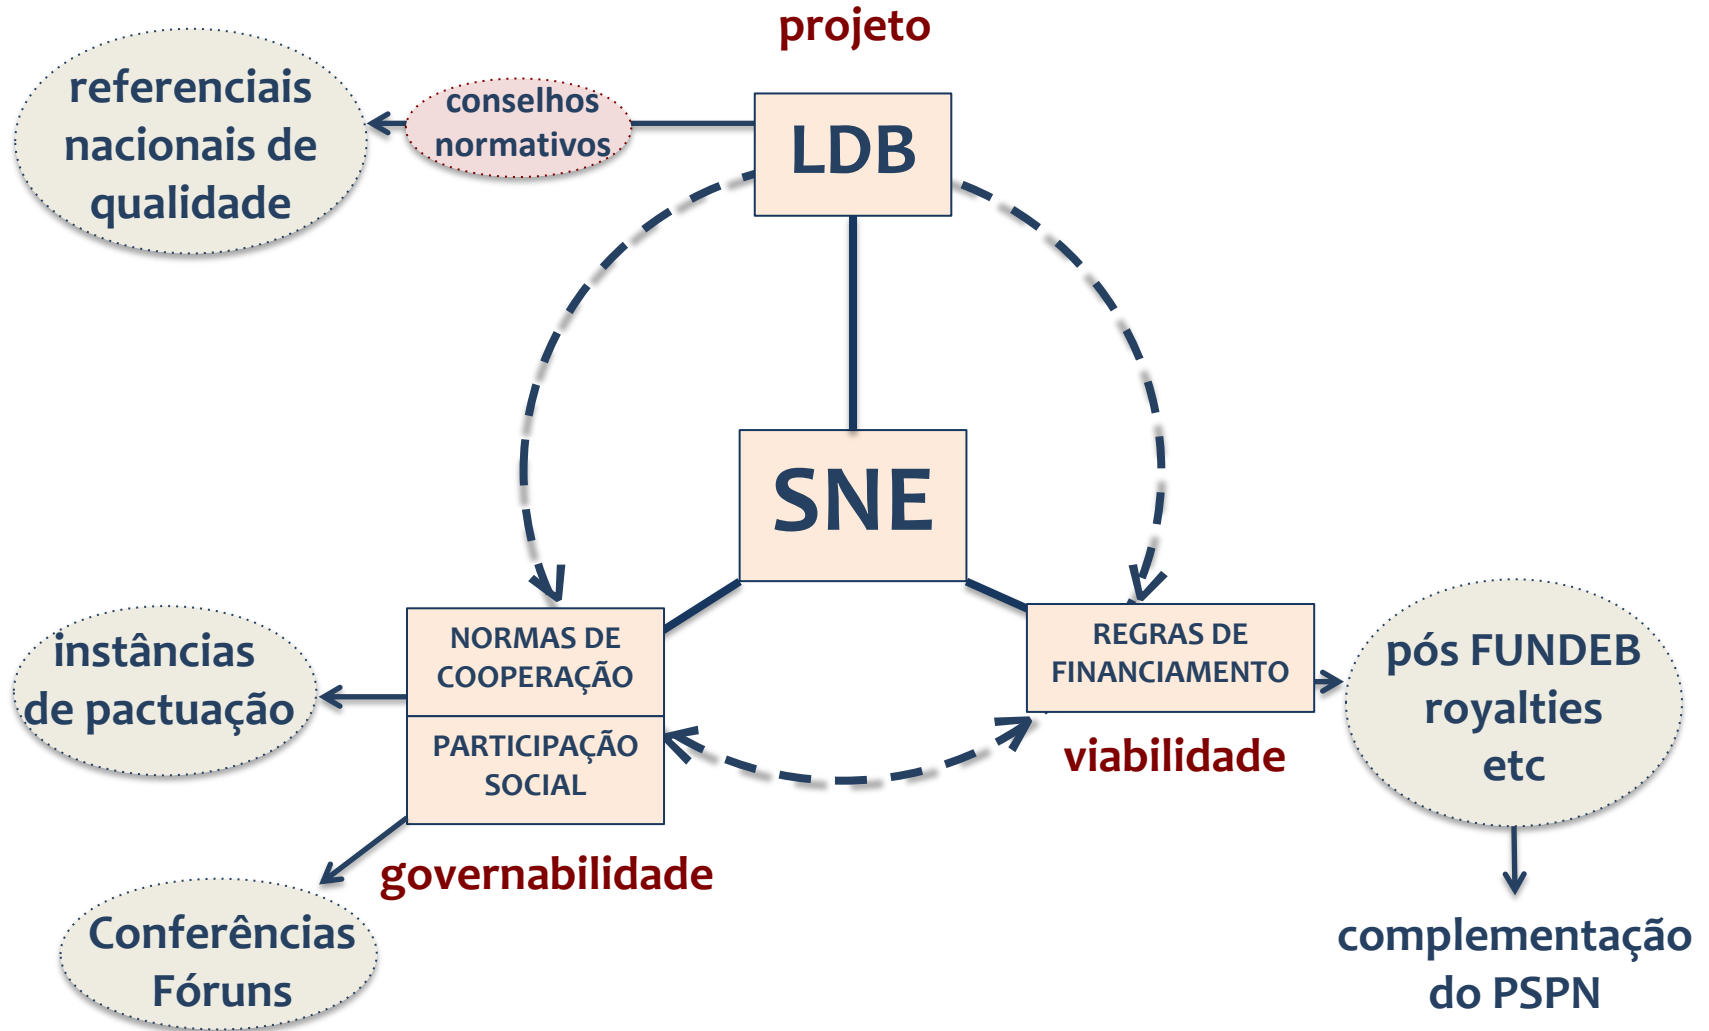 projeto
referenciais
nacionais de
qualidade
conselhos
normativos
LDB
SNE
NORMAS DE
COOPERAÇÃO
PARTICIPAÇÃO
SOCIAL
REGRAS DE
FINANCIAMENTO
instâncias
de pactuação
pós FUNDEB
royalties
etc
viabilidade
governabilidade
Conferências
Fóruns
complementação
do PSPN